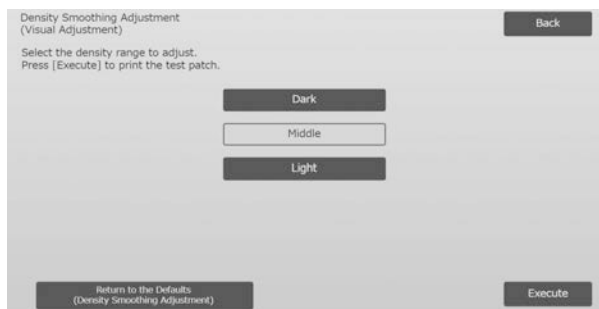 Density Smoothing Adjustment
(Visual Adjustment)
Back
Select the density range to adjust.
Press [Execute] to print the test patch.
Dark
Middle
Light
Return to the Defaults
(Density Smoothing Adjustment)
Execute